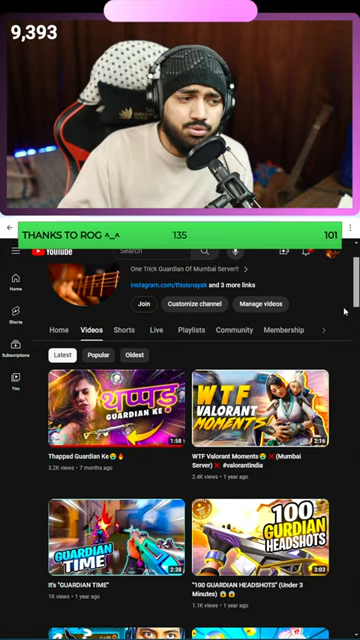 9,393
THANKS TO ROG ^_^ 135 101
YouTube
Search
One Trick Guardian Of Mumbai Server!!
instagram.com/thisisnayak and 3 more links
Join Customize channel Manage videos
Home
Shorts
Subscriptions
You
Home Videos Shorts Live Playlists Community Membership
Latest Popular Oldest
थप्पड़
GUARDIAN KE
1:58
Thappad Guardian Ke😵🔥
3.2K views • 7 months ago
WTF
VALORANT
MOMENTS!
2:16
WTF Valorant Moments😵❌ (Mumbai
Server)❌ #valorantindia
2.4K views • 1 year ago
GUARDIAN
TIME
2:38
It's "GUARDIAN TIME"
1K views • 1 year ago
100
GURDIAN
HEADSHOTS
3:03
"100 GUARDIAN HEADSHOTS" (Under 3
Minutes) 😱😱
1.1K views • 1 year ago